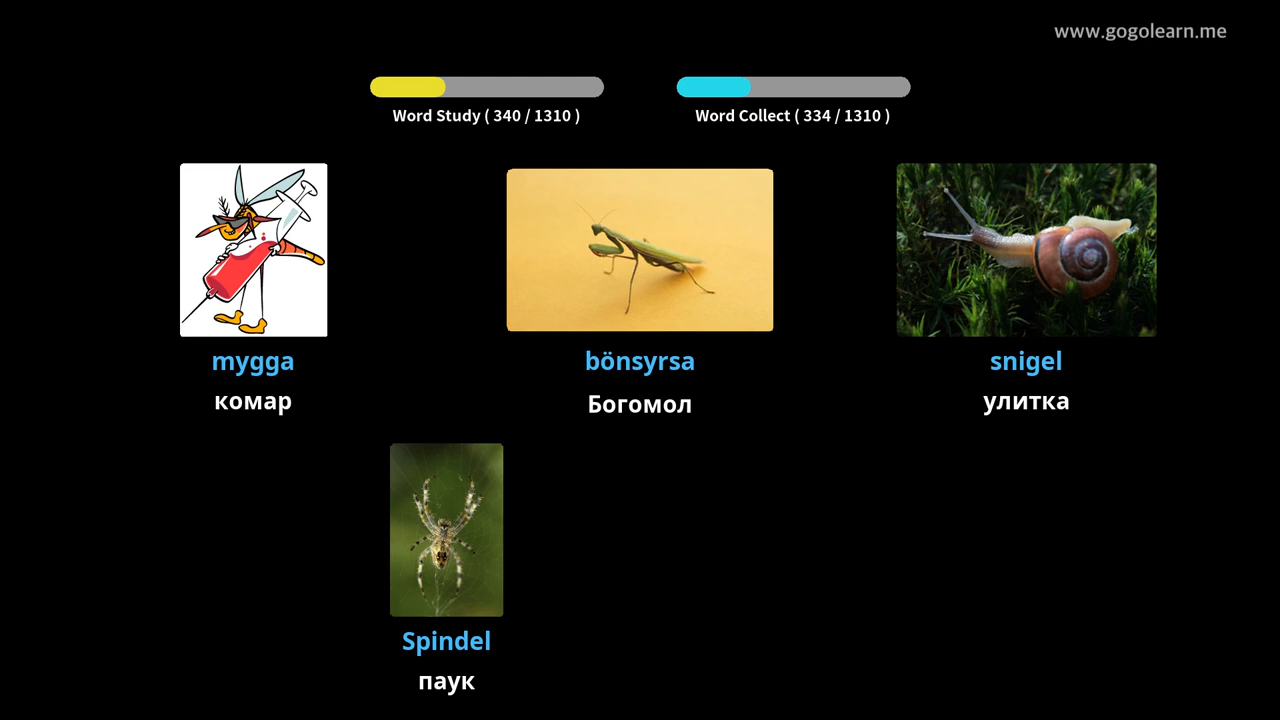 www.gogolearn.me
Word Study ( 340 / 1310 )
Word Collect ( 334 / 1310 )
mygga
комар
bönsyrsa
Богомол
snigel
улитка
Spindel
паук